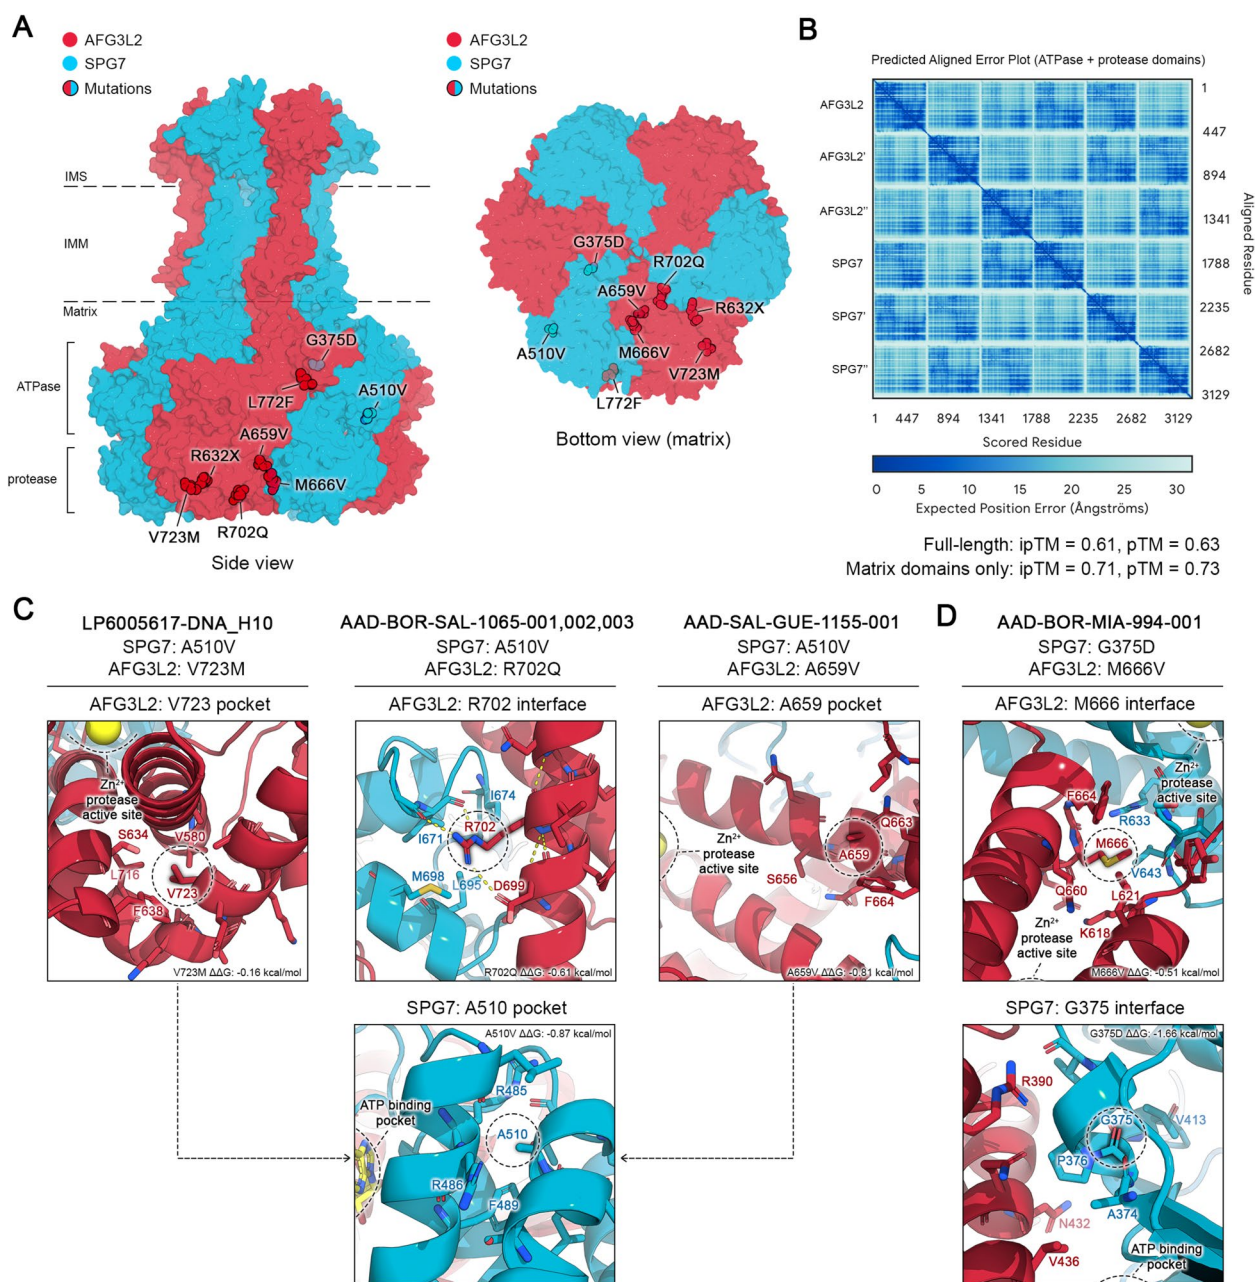 A
AFG3L2
SPG7
Mutations
AFG3L2
SPG7
Mutations
IMS
IMM
Matrix
ATPase
protease
G375D
L772F
A510V
A659V
R632X
M666V
V723M
R702Q
Side view
G375D
R702Q
A659V
R632X
A510V
M666V
V723M
L772F
Bottom view (matrix)
B
Predicted Aligned Error Plot (ATPase + protease domains)
AFG3L2
AFG3L2'
AFG3L2''
SPG7
SPG7'
SPG7''
1
447
894
1341
1788
2235
2682
3129
Aligned Residue
1 447 894 1341 1788 2235 2682 3129
Scored Residue
0 5 10 15 20 25 30
Expected Position Error (Ångströms)
Full-length: ipTM = 0.61, pTM = 0.63
Matrix domains only: ipTM = 0.71, pTM = 0.73
C
LP6005617-DNA_H10
SPG7: A510V
AFG3L2: V723M
AFG3L2: V723 pocket
Zn2+
protease
active site
S634
V580
L716
V723
F638
V723M ΔΔG: -0.16 kcal/mol
AAD-BOR-SAL-1065-001,002,003
SPG7: A510V
AFG3L2: R702Q
AFG3L2: R702 interface
I674
R702
I671
M698
L695
D699
R702Q ΔΔG: -0.61 kcal/mol
AAD-SAL-GUE-1155-001
SPG7: A510V
AFG3L2: A659V
AFG3L2: A659 pocket
Zn2+
protease
active site
Q663
A659
S656
F664
A659V ΔΔG: -0.81 kcal/mol
SPG7: A510 pocket
A510V ΔΔG: -0.87 kcal/mol
R485
ATP binding
pocket
A510
R486
F489
D
AAD-BOR-MIA-994-001
SPG7: G375D
AFG3L2: M666V
AFG3L2: M666 interface
Zn2+
protease
active site
F664
R633
M666
V643
Q660
L621
K618
Zn2+
protease
active site
M666V ΔΔG: -0.51 kcal/mol
SPG7: G375 interface
G375D ΔΔG: -1.66 kcal/mol
R390
G375
V413
P376
A374
N432
V436
ATP binding
pocket